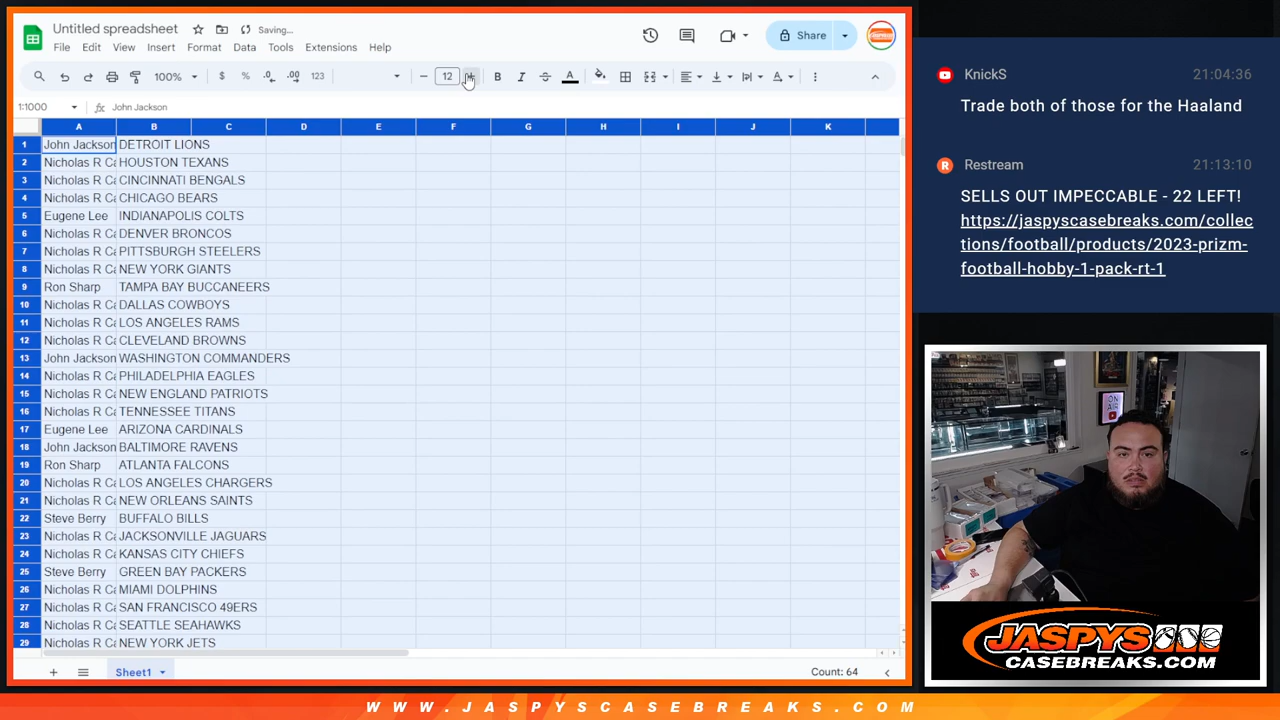 Untitled spreadsheet Saving...
File Edit View Insert Format Data Tools Extensions Help
Share
100% $ % .0 .00 123 12 B I A
1:1000 fx John Jackson
A B C D E F G H I J K
1 John Jackson DETROIT LIONS
2 Nicholas R Ca HOUSTON TEXANS
3 Nicholas R Ca CINCINNATI BENGALS
4 Nicholas R Ca CHICAGO BEARS
5 Eugene Lee INDIANAPOLIS COLTS
6 Nicholas R Ca DENVER BRONCOS
7 Nicholas R Ca PITTSBURGH STEELERS
8 Nicholas R Ca NEW YORK GIANTS
9 Ron Sharp TAMPA BAY BUCCANEERS
10 Nicholas R Ca DALLAS COWBOYS
11 Nicholas R Ca LOS ANGELES RAMS
12 Nicholas R Ca CLEVELAND BROWNS
13 John Jackson WASHINGTON COMMANDERS
14 Nicholas R Ca PHILADELPHIA EAGLES
15 Nicholas R Ca NEW ENGLAND PATRIOTS
16 Nicholas R Ca TENNESSEE TITANS
17 Eugene Lee ARIZONA CARDINALS
18 John Jackson BALTIMORE RAVENS
19 Ron Sharp ATLANTA FALCONS
20 Nicholas R Ca LOS ANGELES CHARGERS
21 Nicholas R Ca NEW ORLEANS SAINTS
22 Steve Berry BUFFALO BILLS
23 Nicholas R Ca JACKSONVILLE JAGUARS
24 Nicholas R Ca KANSAS CITY CHIEFS
25 Steve Berry GREEN BAY PACKERS
26 Nicholas R Ca MIAMI DOLPHINS
27 Nicholas R Ca SAN FRANCISCO 49ERS
28 Nicholas R Ca SEATTLE SEAHAWKS
29 Nicholas R Ca NEW YORK JETS
Sheet1 Count: 64
KnickS 21:04:36
Trade both of those for the Haaland
Restream 21:13:10
SELLS OUT IMPECCABLE - 22 LEFT!
https://jaspyscasebreaks.com/collec
tions/football/products/2023-prizm-
football-hobby-1-pack-rt-1
ON
AIR
JASPYS
CASEBREAKS.COM
WWW.JASPYSCASEBREAKS.COM